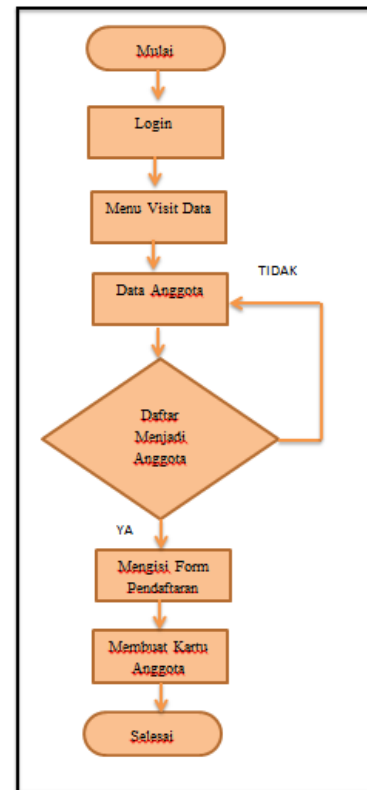 Mulai
Login
Menu Visit Data
TIDAK
Data Anggota
Daftar
Menjadi
Anggota
YA
Mengisi Form
Pendaftaran
Membuat Kartu
Anggota
Selesai